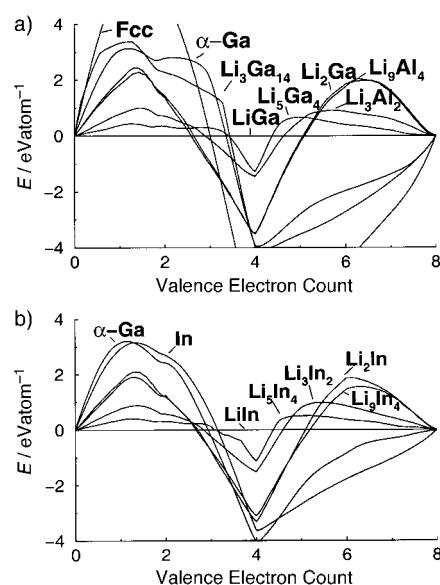 a)
Fcc
α-Ga
Li3Ga14
LiGa
Li5Ga4
Li2Ga
Li9Al4
Li3Al2
4
2
0
-2
-4
E / eVatom−1
0 2 4 6 8
Valence Electron Count
b)
α-Ga
In
LiIn
Li5In4
Li3In2
Li2In
Li9In4
4
2
0
-2
-4
E / eVatom−1
0 2 4 6 8
Valence Electron Count